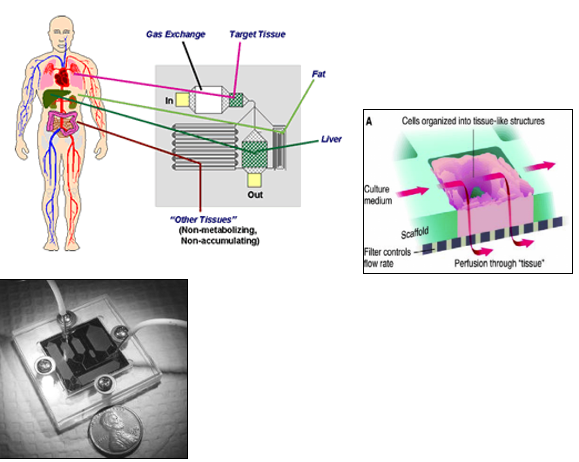 Gas Exchange
Target Tissue
Fat
In
Liver
Out
"Other Tissues"
(Non-metabolizing,
Non-accumulating)
A
Cells organized into tissue-like structures
Culture
medium
Scaffold
Filter controls
flow rate
Perfusion through "tissue"